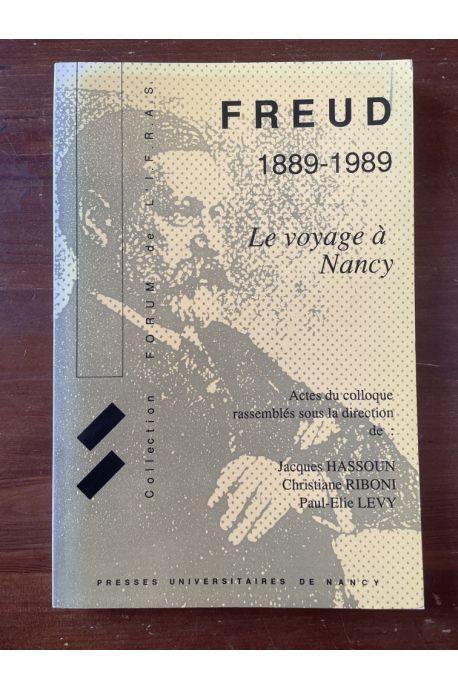 FREUD
1889-1989
Le voyage à
Nancy
Collection FORUM de L'I.F.R.A.S
Actes du colloque
rassemblés sous la direction
de :
Jacques HASSOUN
Christiane RIBONI
Paul-Elie LEVY
PRESSES UNIVERSITAIRES DE NANCY